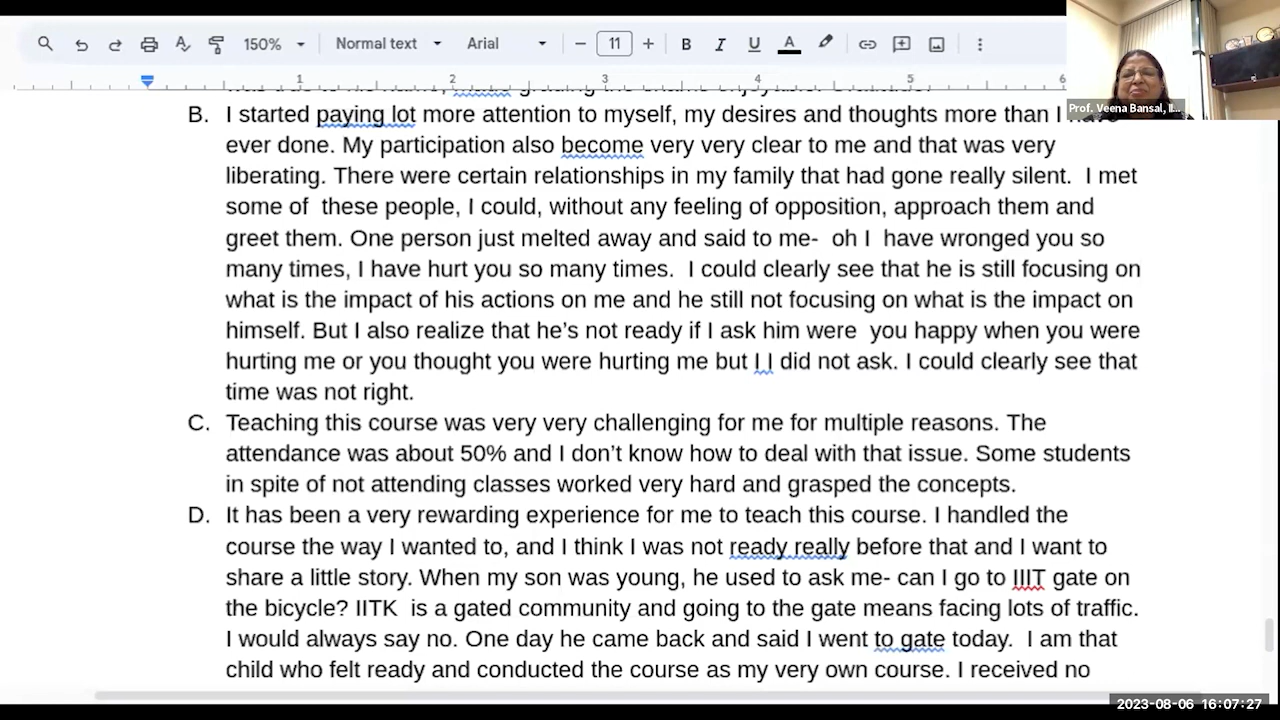 150%
Normal text
Arial
11
B I U A
1 2 3 4 5 6
Prof. Veena Bansal, II...
B. I started paying lot more attention to myself, my desires and thoughts more than I have
ever done. My participation also become very very clear to me and that was very
liberating. There were certain relationships in my family that had gone really silent.  I met
some of  these people, I could, without any feeling of opposition, approach them and
greet them. One person just melted away and said to me-  oh I  have wronged you so
many times, I have hurt you so many times.  I could clearly see that he is still focusing on
what is the impact of his actions on me and he still not focusing on what is the impact on
himself. But I also realize that he’s not ready if I ask him were  you happy when you were
hurting me or you thought you were hurting me but I I did not ask. I could clearly see that
time was not right.
C. Teaching this course was very very challenging for me for multiple reasons. The
attendance was about 50% and I don’t know how to deal with that issue. Some students
in spite of not attending classes worked very hard and grasped the concepts.
D. It has been a very rewarding experience for me to teach this course. I handled the
course the way I wanted to, and I think I was not ready really before that and I want to
share a little story. When my son was young, he used to ask me- can I go to IIIT gate on
the bicycle? IITK  is a gated community and going to the gate means facing lots of traffic.
I would always say no. One day he came back and said I went to gate today.  I am that
child who felt ready and conducted the course as my very own course. I received no
2023-08-06 16:07:27